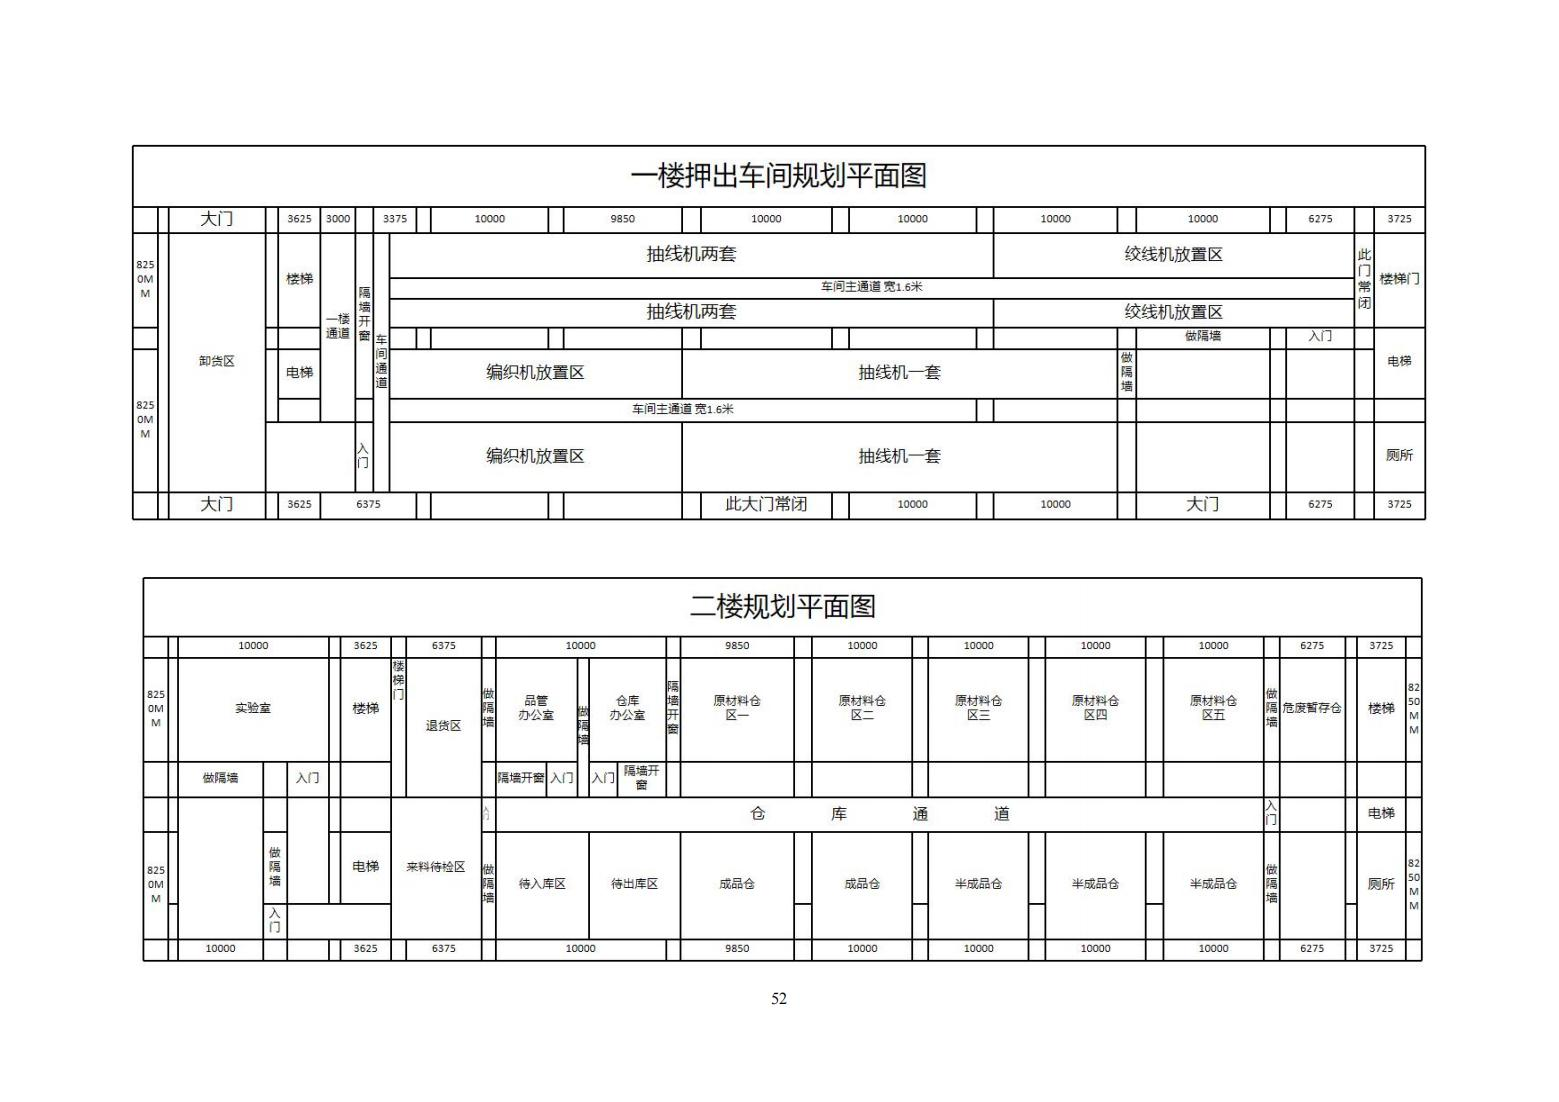 一楼押出车间规划平面图
大门 3625 3000 3375 10000 9850 10000 10000 10000 10000 6275 3725
825
0M
M
卸货区
楼梯
一楼
通道
隔
墙
开
窗
车
间
通
道
抽线机两套
绞线机放置区
此
门
常
闭
楼梯门
车间主通道 宽1.6米
抽线机两套
绞线机放置区
做隔墙
入门
825
0M
M
电梯
编织机放置区
抽线机一套
做
隔
墙
电梯
车间主通道 宽1.6米
入
门
编织机放置区
抽线机一套
厕所
大门 3625 6375 此大门常闭 10000 10000 大门 6275 3725
二楼规划平面图
10000 3625 6375 10000 9850 10000 10000 10000 10000 6275 3725
825
0M
M
实验室
楼梯
楼
梯
门
退货区
做
隔
墙
品管
办公室
做
隔
墙
仓库
办公室
隔
墙
开
窗
原材料仓
区一
原材料仓
区二
原材料仓
区三
原材料仓
区四
原材料仓
区五
做
隔
墙
危废暂存仓
楼梯
82
50
M
M
做隔墙
入门
隔墙开窗
入门
入门
隔墙开
窗
仓库通道
入
门
电梯
825
0M
M
做
隔
墙
入
门
电梯
来料待检区
做
隔
墙
待入库区
待出库区
成品仓
成品仓
半成品仓
半成品仓
半成品仓
做
隔
墙
厕所
82
50
M
M
10000 3625 6375 10000 9850 10000 10000 10000 10000 6275 3725
52